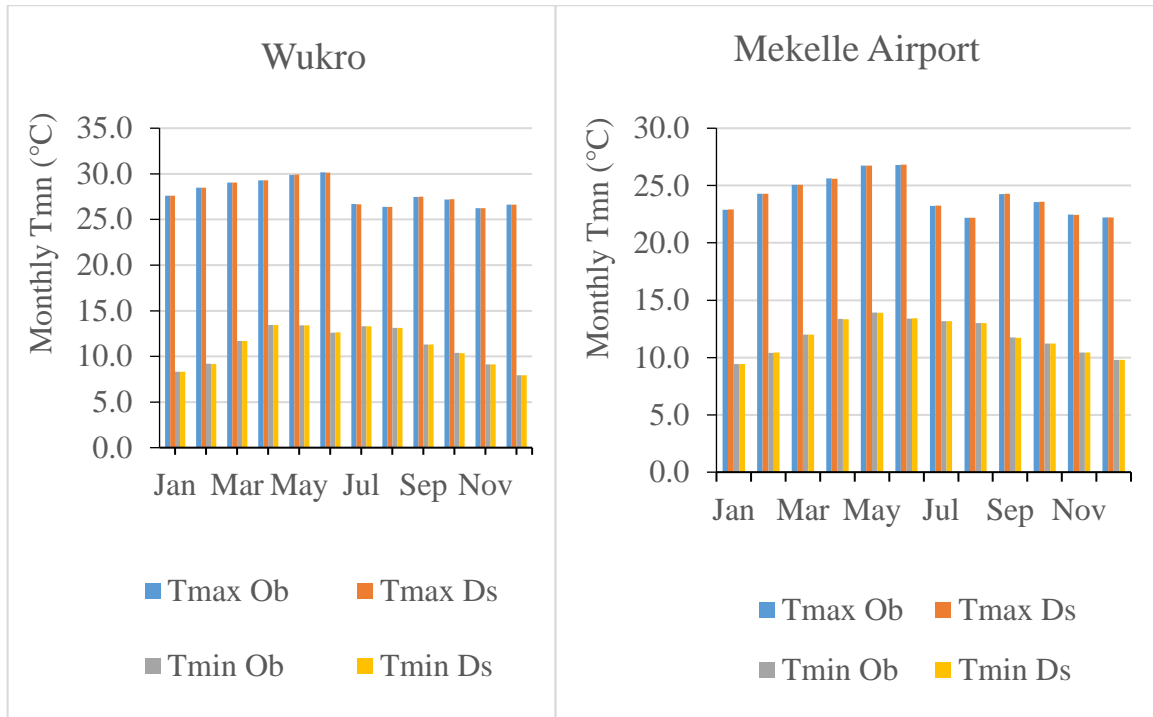 Wukro
Monthly Tmn (°C)
35.0
30.0
25.0
20.0
15.0
10.0
5.0
0.0
Jan Mar May Jul Sep Nov
Tmax Ob Tmax Ds
Tmin Ob Tmin Ds
Mekelle Airport
Monthly Tmn (°C)
30.0
25.0
20.0
15.0
10.0
5.0
0.0
Jan Mar May Jul Sep Nov
Tmax Ob Tmax Ds
Tmin Ob Tmin Ds